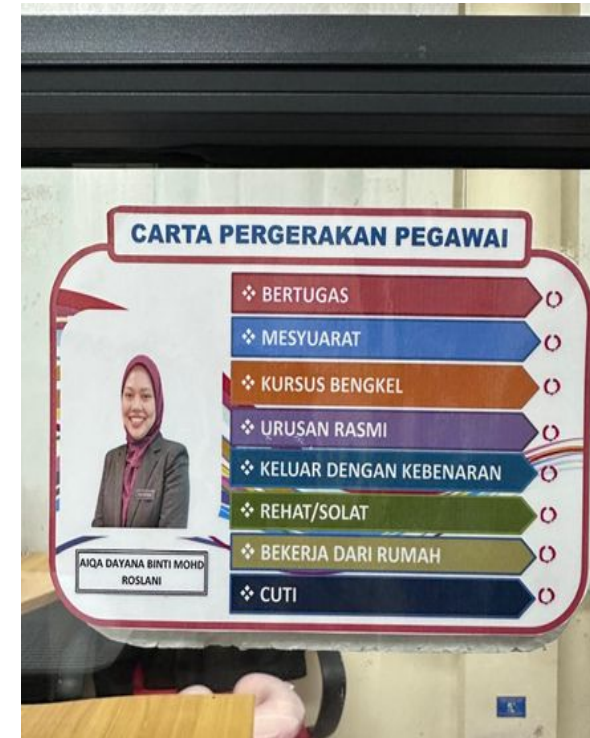 CARTA PERGERAKAN PEGAWAI
❖ BERTUGAS
❖ MESYUARAT
❖ KURSUS BENGKEL
❖ URUSAN RASMI
❖ KELUAR DENGAN KEBENARAN
❖ REHAT/SOLAT
❖ BEKERJA DARI RUMAH
❖ CUTI
AIQA DAYANA BINTI MOHD
ROSLANI